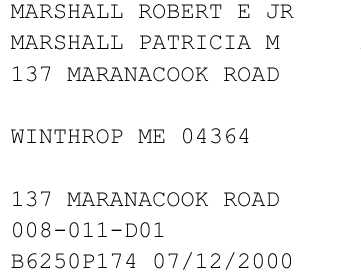 MARSHALL ROBERT E JR
MARSHALL PATRICIA M
137 MARANACOOK ROAD
WINTHROP ME 04364
137 MARANACOOK ROAD
008-011-D01
B6250P174 07/12/2000